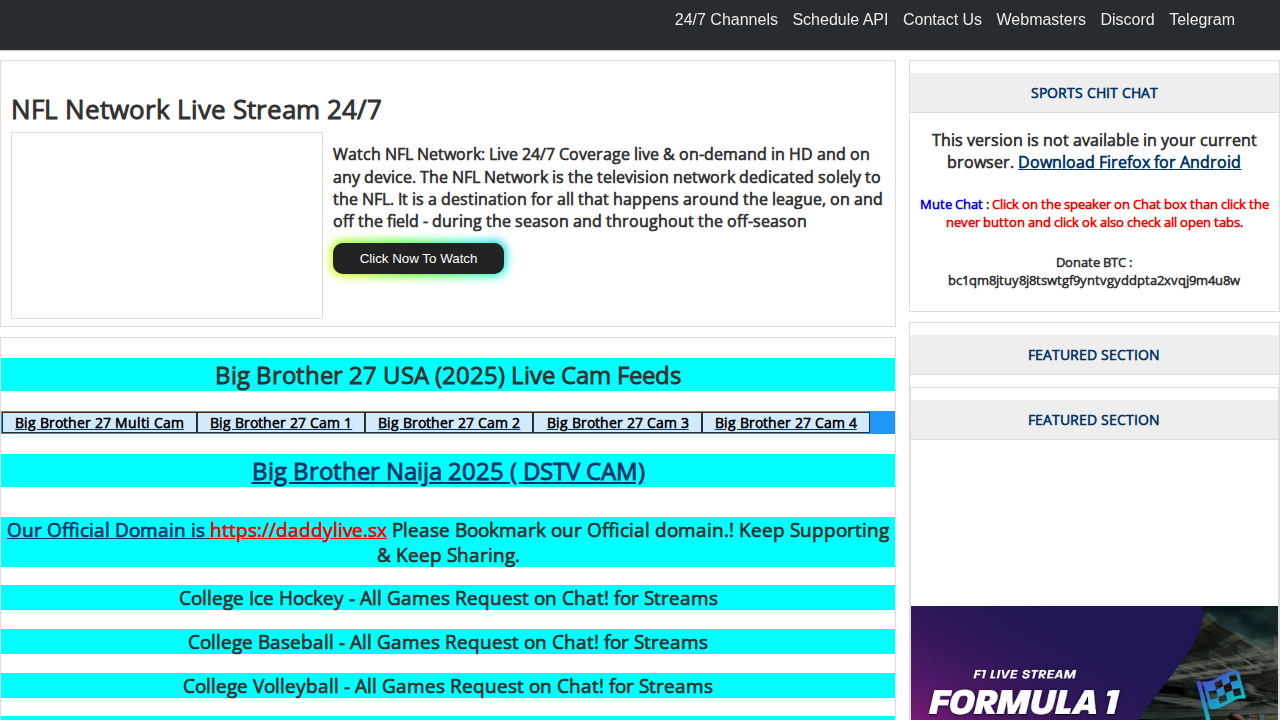 24/7 Channels Schedule API Contact Us Webmasters Discord Telegram
NFL Network Live Stream 24/7
Watch NFL Network: Live 24/7 Coverage live & on-demand in HD and on
any device. The NFL Network is the television network dedicated solely to
the NFL. It is a destination for all that happens around the league, on and
off the field - during the season and throughout the off-season
Click Now To Watch
Big Brother 27 USA (2025) Live Cam Feeds
Big Brother 27 Multi Cam Big Brother 27 Cam 1 Big Brother 27 Cam 2 Big Brother 27 Cam 3 Big Brother 27 Cam 4
Big Brother Naija 2025 ( DSTV CAM)
Our Official Domain is https://daddylive.sx Please Bookmark our Official domain.! Keep Supporting
& Keep Sharing.
College Ice Hockey - All Games Request on Chat! for Streams
College Baseball - All Games Request on Chat! for Streams
College Volleyball - All Games Request on Chat! for Streams
SPORTS CHIT CHAT
This version is not available in your current
browser. Download Firefox for Android
Mute Chat : Click on the speaker on Chat box than click the
never button and click ok also check all open tabs.
Donate BTC :
bc1qm8jtuy8j8tswtgf9yntvgyddpta2xvqj9m4u8w
FEATURED SECTION
FEATURED SECTION
F1 LIVE STREAM
FORMULA 1